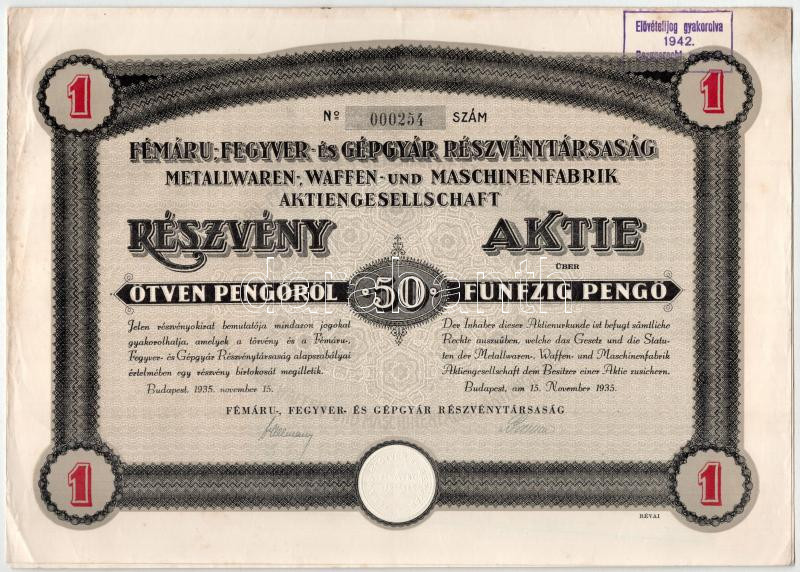 Elővételijog gyakorolva
1942.
1
1
Nº 000254 SZÁM
FÉMÁRU-, FEGYVER- ÉS GÉPGYÁR RÉSZVÉNYTÁRSASÁG
METALLWAREN-, WAFFEN- UND MASCHINENFABRIK
AKTIENGESELLSCHAFT
RÉSZVÉNY
ÖTVEN PENGŐRŐL
AKTIE
ÜBER
FÜNFZIG PENGŐ
50
Jelen részvényokirat bemutatója mindazon jogokat
gyakorolhatja, amelyek a törvény és a Fémáru-,
Fegyver- és Gépgyár Részvénytársaság alapszabályai
értelmében egy részvény birtokosát megilletik.
Budapest, 1935. november 15.
Der Inhaber dieser Aktienurkunde ist befugt sämtliche
Rechte auszuüben, welche das Gesetz und die Statu-
ten der Metallwaren-, Waffen- und Maschinenfabrik
Aktiengesellschaft dem Besitzer einer Aktie zusichern.
Budapest, am 15. November 1935.
FÉMÁRU-, FEGYVER- ÉS GÉPGYÁR RÉSZVÉNYTÁRSASÁG
1
1
RÉVAI